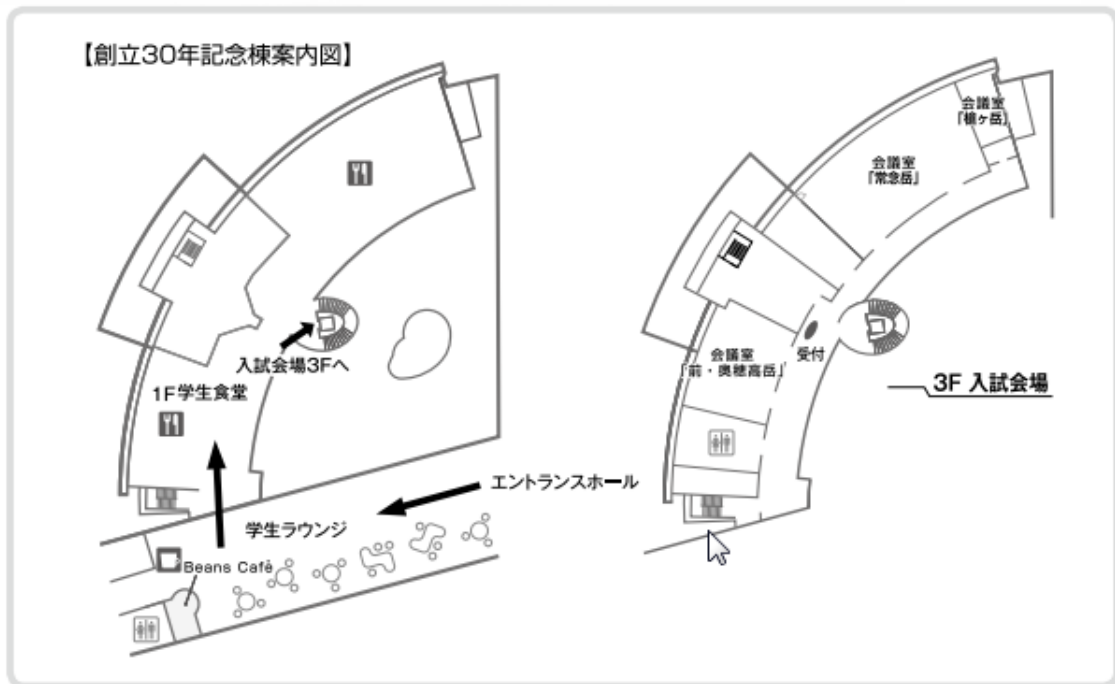 【創立30年記念棟案内図】
入試会場3Fへ
1F学生食堂
エントランスホール
学生ラウンジ
Beans Cafè
会議室
「槍ヶ岳」
会議室
「常念岳」
会議室
「前・奥穂高岳」
受付
3F 入試会場